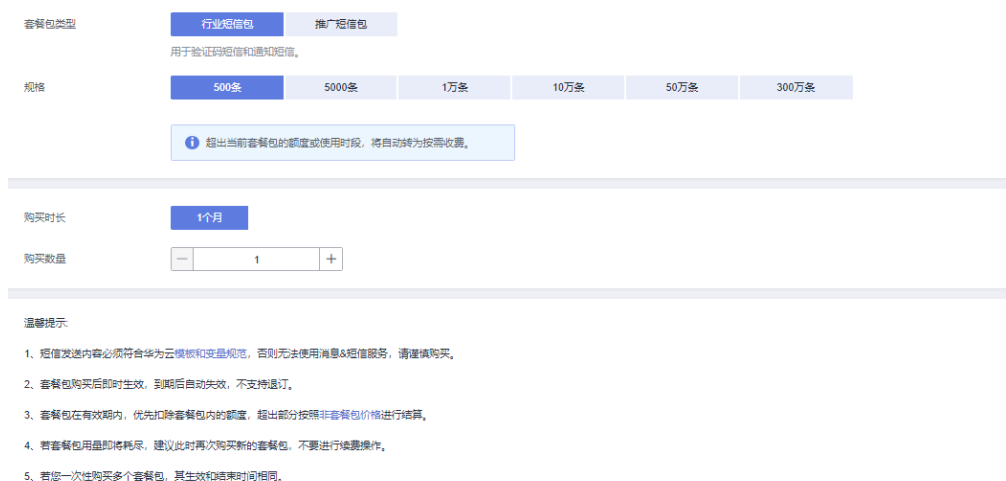 套餐包类型 行业短信包 推广短信包
用于验证码短信和通知短信。
规格 500条 5000条 1万条 10万条 50万条 300万条
超出当前套餐包的额度或使用时段，将自动转为按需收费。
购买时长 1个月
购买数量 1
温馨提示:
1、短信发送内容必须符合华为云模板和变量规范，否则无法使用消息&短信服务，请谨慎购买。
2、套餐包购买后即时生效，到期后自动失效，不支持退订。
3、套餐包在有效期内，优先扣除套餐包内的额度，超出部分按照非套餐包价格进行结算。
4、若套餐包用量即将耗尽，建议此时再次购买新的套餐包，不要进行续费操作。
5、若您一次性购买多个套餐包，其生效和结束时间相同。